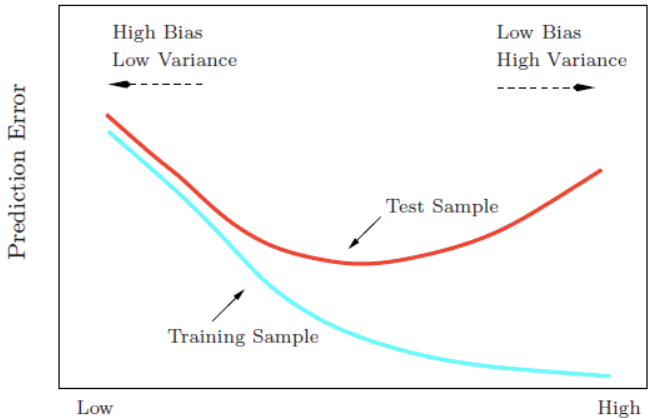 High Bias
Low Variance
Low Bias
High Variance
Prediction Error
Test Sample
Training Sample
Low
High